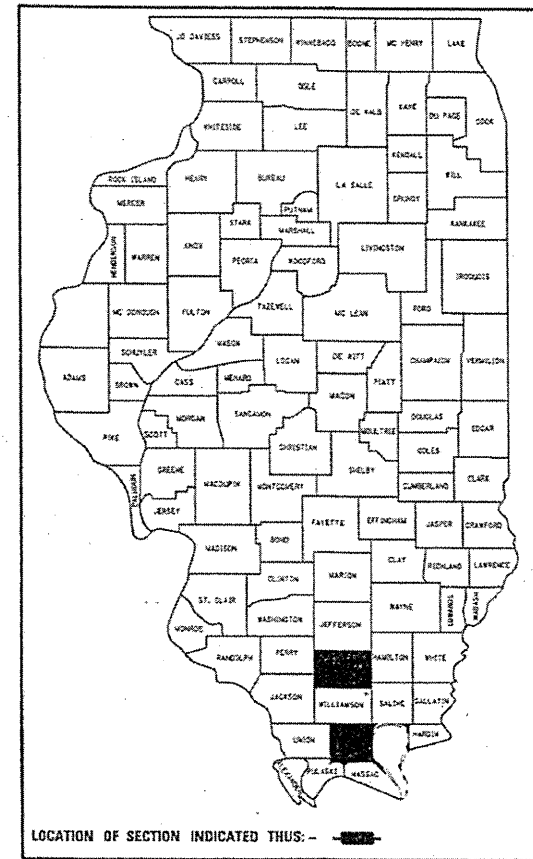 JO DAVIESS STEPHENSON WINNEBAGO BOONE MC HENRY LAKE
CARROLL OGLE DE KALB KANE DU PAGE COOK
WHITESIDE LEE KENDALL WILL
ROCK ISLAND HENRY BUREAU LA SALLE GRUNDY
MERCER PUTNAM KANKAKEE
HENDERSON WARREN KNOX STARK MARSHALL LIVINGSTON
PEORIA WOODFORD IROQUOIS
MC DONOUGH FULTON TAZEWELL MC LEAN FORD
SCHUYLER MASON LOGAN DE WITT CHAMPAIGN VERMILION
ADAMS BROWN CASS MENARD PIATT
MORGAN SANGAMON MACON DOUGLAS EDGAR
PIKE SCOTT CHRISTIAN MOULTRIE COLES
GREENE MACOUPIN MONTGOMERY SHELBY CUMBERLAND CLARK
CALHOUN JERSEY FAYETTE EFFINGHAM JASPER CRAWFORD
MADISON BOND
CLINTON MARION CLAY RICHLAND LAWRENCE
ST. CLAIR WASHINGTON JEFFERSON WAYNE EDWARDS WABASH
MONROE
RANDOLPH PERRY HAMILTON WHITE
JACKSON WILLIAMSON SALINE GALLATIN
UNION HARDIN
ALEXANDER PULASKI MASSAC
LOCATION OF SECTION INDICATED THUS: -